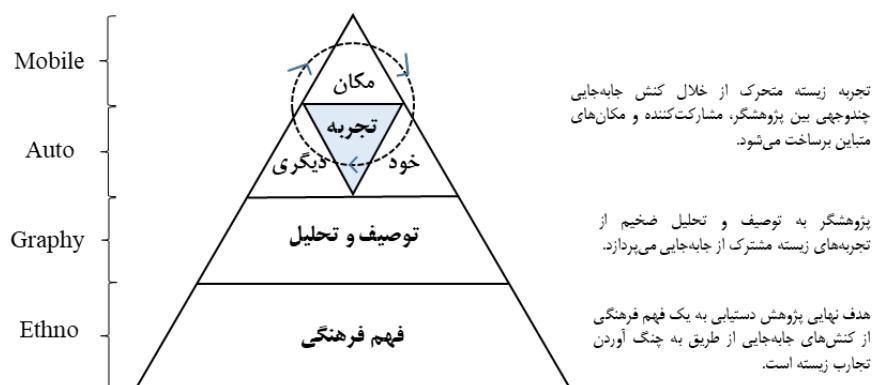 Mobile
مکان
تجربه زیسته متحرک از خلال کنش جابه‌جایی
چندوجهی بین پژوهشگر، مشارکت‌کننده و مکان‌های
متباین برساخت می‌شود.
Auto
تجربه
خود
دیگری
Graphy
توصیف و تحلیل
پژوهشگر به توصیف و تحلیل ضخیم از
تجربه‌های زیسته مشترک از جابه‌جایی می‌پردازد.
Ethno
فهم فرهنگی
هدف نهایی پژوهش دستیابی به یک فهم فرهنگی
از کنش‌های جابه‌جایی از طریق به چنگ آوردن
تجارب زیسته است.